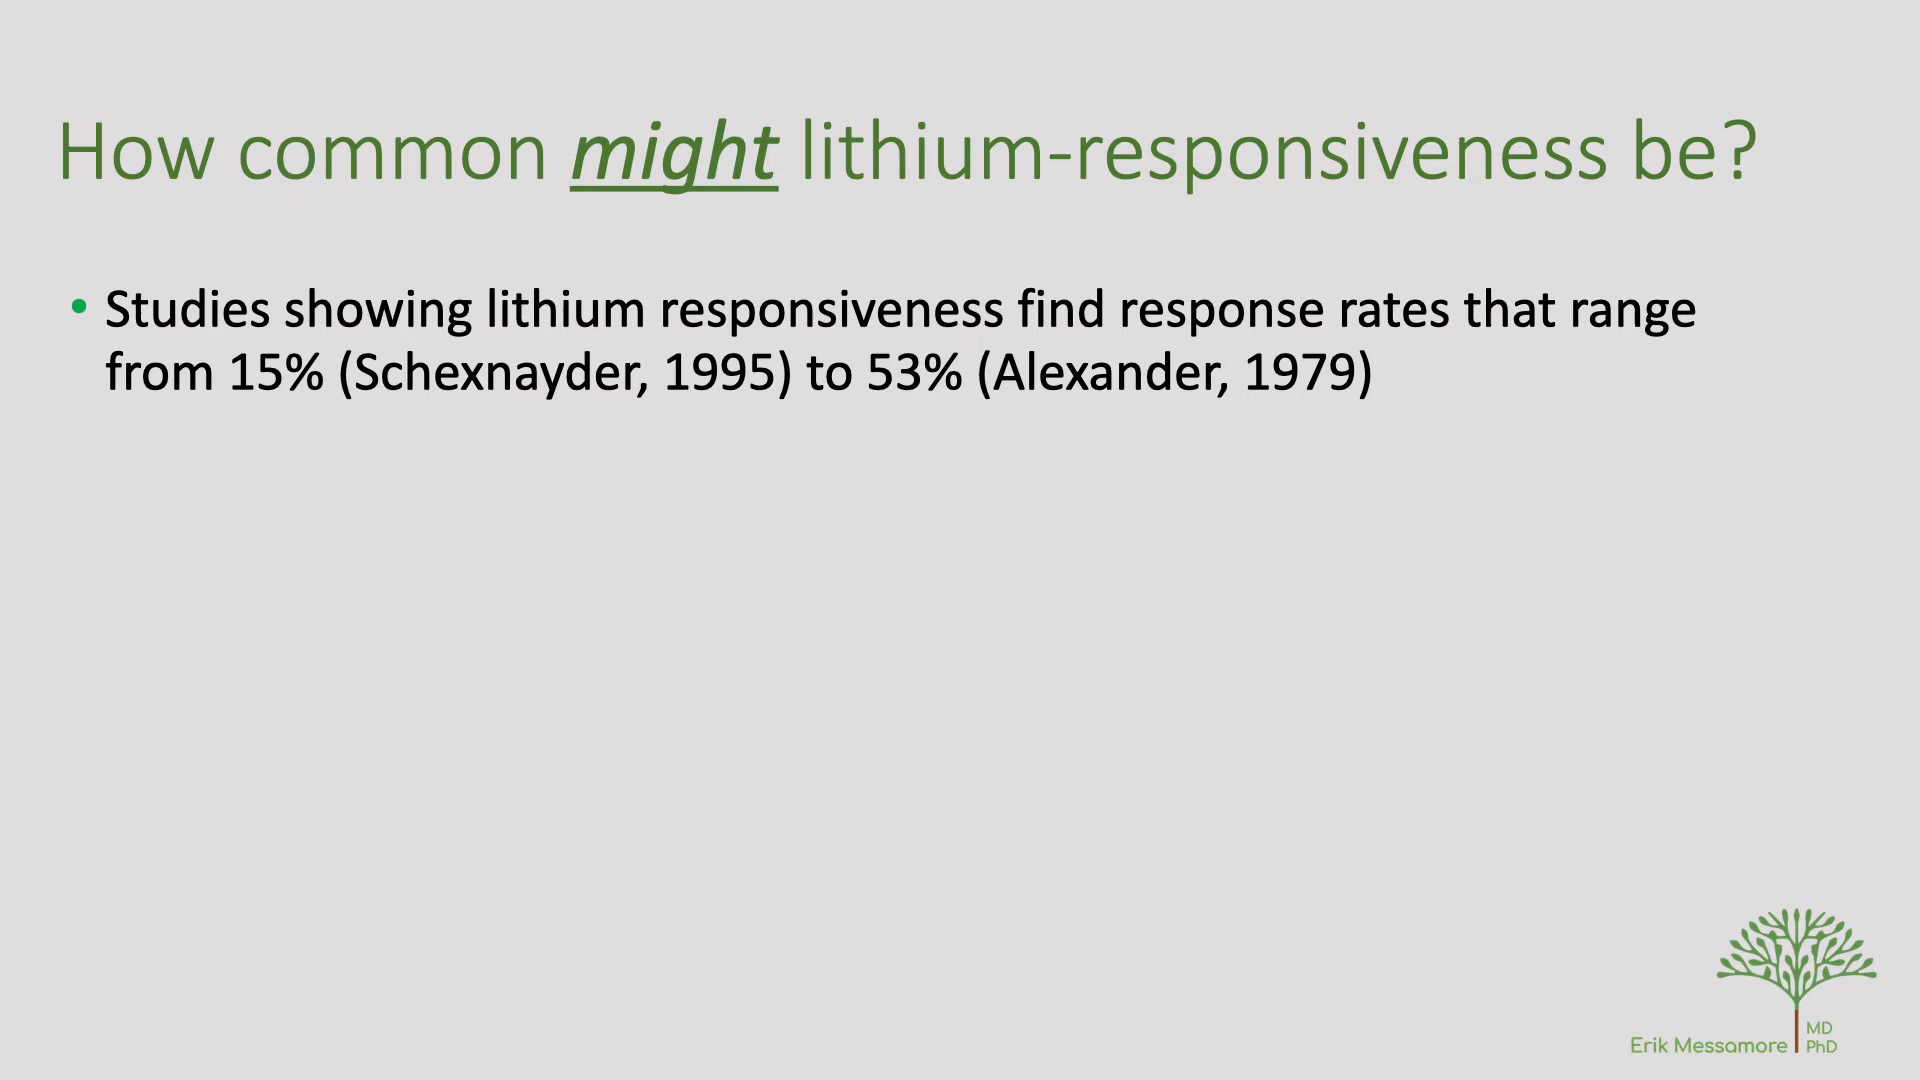 How common might lithium-responsiveness be?
• Studies showing lithium responsiveness find response rates that range
from 15% (Schexnayder, 1995) to 53% (Alexander, 1979)
MD
Erik Messamore PhD